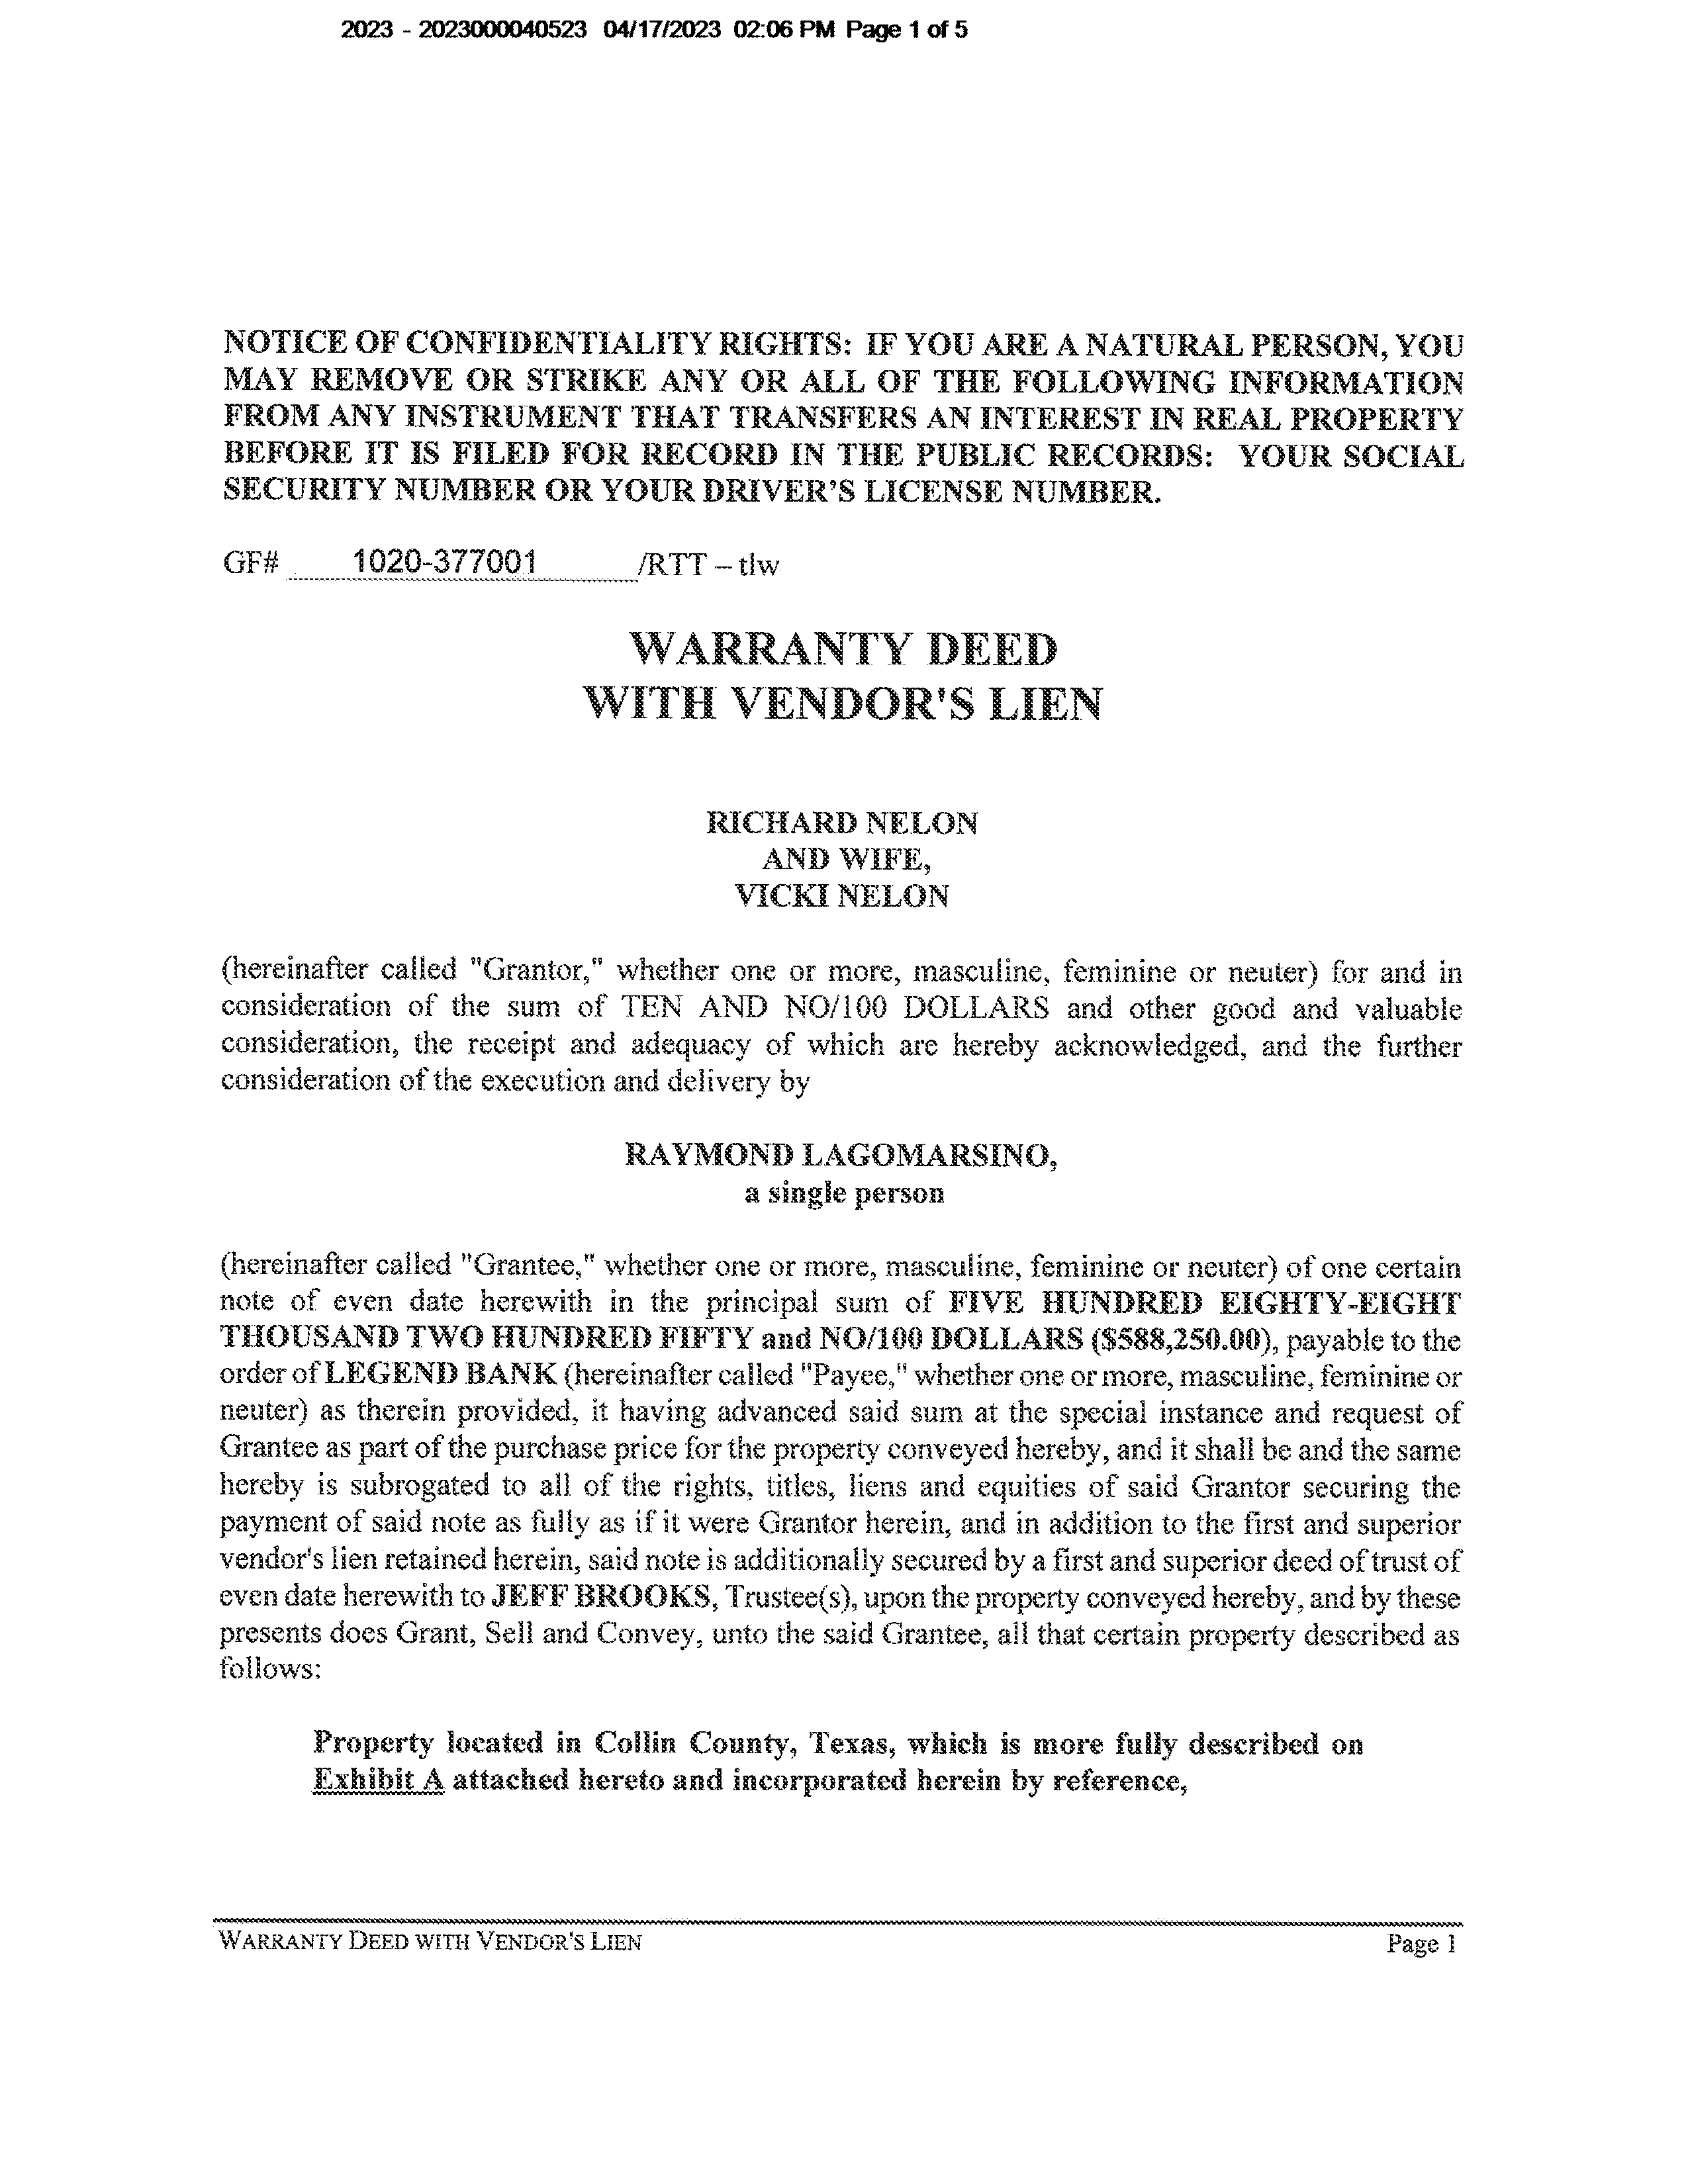 2023 - 2023000040523 04/17/2023 02:06 PM Page 1 of 5
NOTICE OF CONFIDENTIALITY RIGHTS: IF YOU ARE A NATURAL PERSON, YOU
MAY REMOVE OR STRIKE ANY OR ALL OF THE FOLLOWING INFORMATION
FROM ANY INSTRUMENT THAT TRANSFERS AN INTEREST IN REAL PROPERTY
BEFORE IT IS FILED FOR RECORD IN THE PUBLIC RECORDS: YOUR SOCIAL
SECURITY NUMBER OR YOUR DRIVER'S LICENSE NUMBER.
GF# 1020-377001 /RTT – tlw
WARRANTY DEED
WITH VENDOR'S LIEN
RICHARD NELON
AND WIFE,
VICKI NELON
(hereinafter called "Grantor," whether one or more, masculine, feminine or neuter) for and in
consideration of the sum of TEN AND NO/100 DOLLARS and other good and valuable
consideration, the receipt and adequacy of which are hereby acknowledged, and the further
consideration of the execution and delivery by
RAYMOND LAGOMARSINO,
a single person
(hereinafter called "Grantee," whether one or more, masculine, feminine or neuter) of one certain
note of even date herewith in the principal sum of FIVE HUNDRED EIGHTY-EIGHT
THOUSAND TWO HUNDRED FIFTY and NO/100 DOLLARS ($588,250.00), payable to the
order of LEGEND BANK (hereinafter called "Payee," whether one or more, masculine, feminine or
neuter) as therein provided, it having advanced said sum at the special instance and request of
Grantee as part of the purchase price for the property conveyed hereby, and it shall be and the same
hereby is subrogated to all of the rights, titles, liens and equities of said Grantor securing the
payment of said note as fully as if it were Grantor herein, and in addition to the first and superior
vendor's lien retained herein, said note is additionally secured by a first and superior deed of trust of
even date herewith to JEFF BROOKS, Trustee(s), upon the property conveyed hereby, and by these
presents does Grant, Sell and Convey, unto the said Grantee, all that certain property described as
follows:
Property located in Collin County, Texas, which is more fully described on
Exhibit A attached hereto and incorporated herein by reference,
WARRANTY DEED WITH VENDOR'S LIEN Page 1